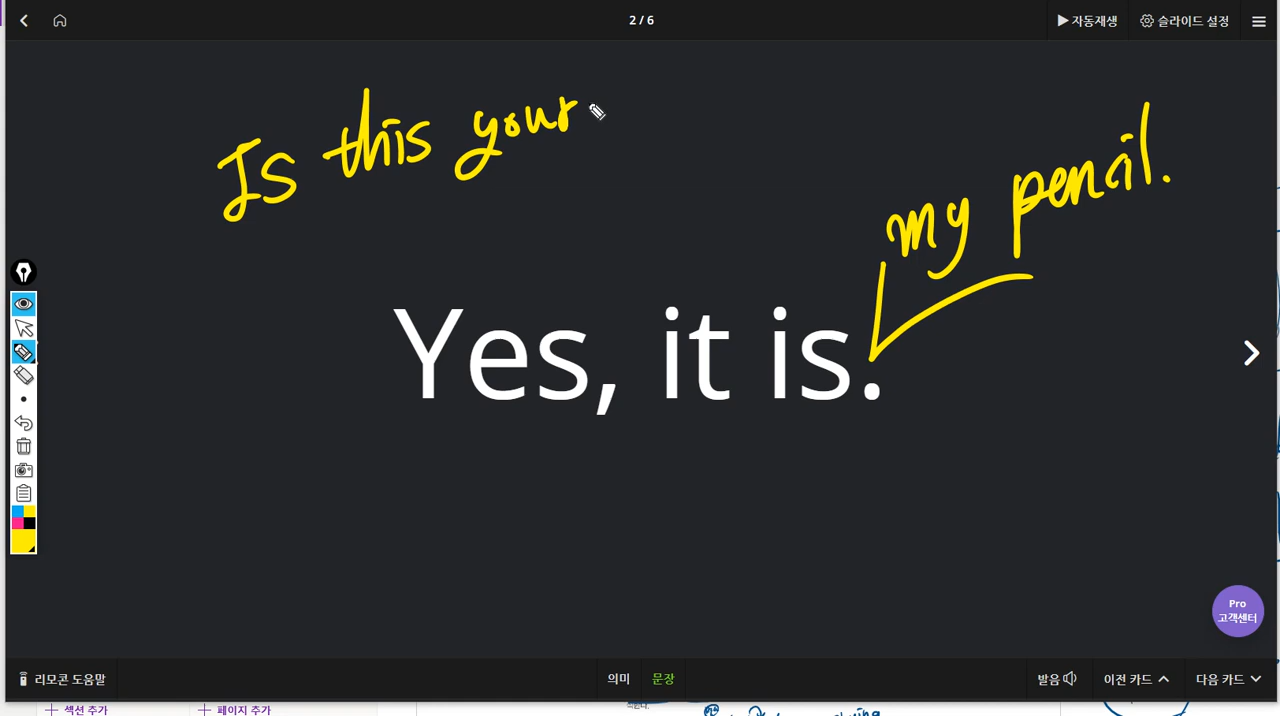 2 / 6
자동재생
슬라이드 설정
Is this your
my pencil.
Yes, it is.
Pro
고객센터
리모콘 도움말
의미
문장
발음
이전 카드
다음 카드
섹션 추가
페이지 추가